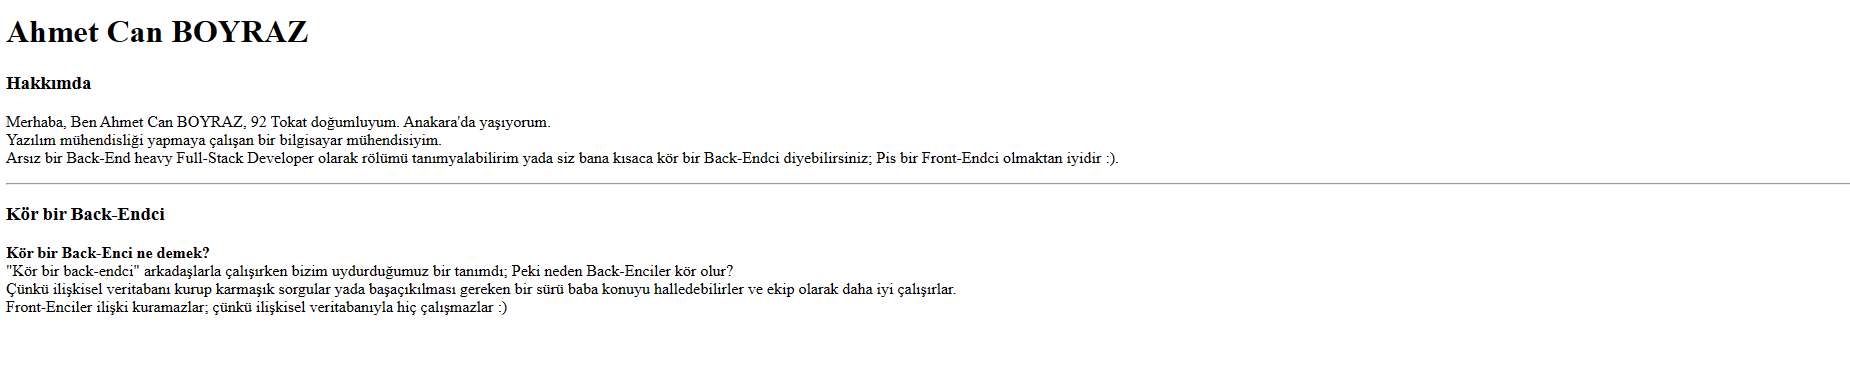 Ahmet Can BOYRAZ
Hakkımda
Merhaba, Ben Ahmet Can BOYRAZ, 92 Tokat doğumluyum. Anakara'da yaşıyorum.
Yazılım mühendisliği yapmaya çalışan bir bilgisayar mühendisiyim.
Arsız bir Back-End heavy Full-Stack Developer olarak rölümü tanımyalabilirim yada siz bana kısaca kör bir Back-Endci diyebilirsiniz; Pis bir Front-Endci olmaktan iyidir :).
Kör bir Back-Endci
Kör bir Back-Enci ne demek?
"Kör bir back-endci" arkadaşlarla çalışırken bizim uydurduğumuz bir tanımdı; Peki neden Back-Enciler kör olur?
Çünkü ilişkisel veritabanı kurup karmaşık sorgular yada başaçıkılması gereken bir sürü baba konuyu halledebilirler ve ekip olarak daha iyi çalışırlar.
Front-Enciler ilişki kuramazlar; çünkü ilişkisel veritabanıyla hiç çalışmazlar :)